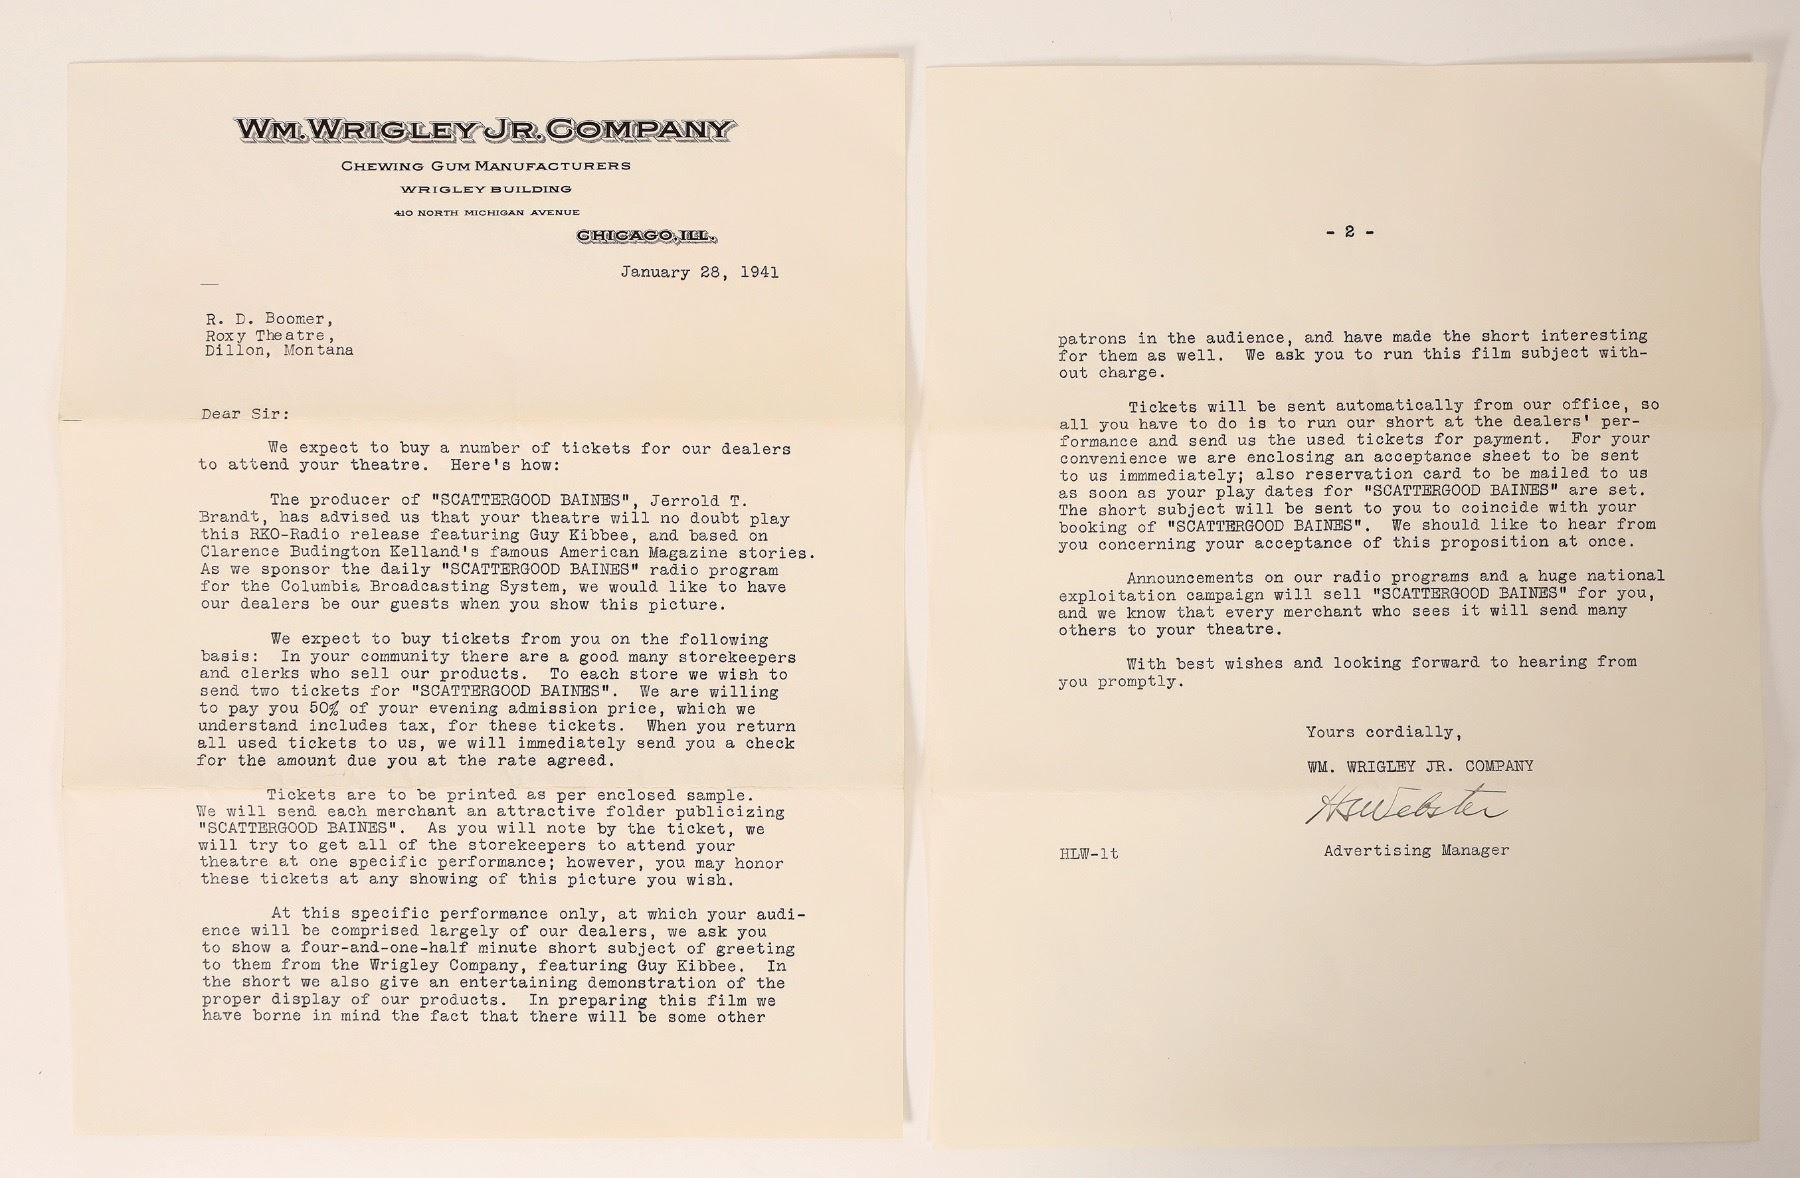 WM. WRIGLEY JR. COMPANY
CHEWING GUM MANUFACTURERS
WRIGLEY BUILDING
410 NORTH MICHIGAN AVENUE
CHICAGO, ILL.
January 28, 1941
R. D. Boomer,
Roxy Theatre,
Dillon, Montana
Dear Sir:
We expect to buy a number of tickets for our dealers
to attend your theatre. Here's how:
The producer of "SCATTERGOOD BAINES", Jerrold T.
Brandt, has advised us that your theatre will no doubt play
this RKO-Radio release featuring Guy Kibbee, and based on
Clarence Budington Kelland's famous American Magazine stories.
As we sponsor the daily "SCATTERGOOD BAINES" radio program
for the Columbia Broadcasting System, we would like to have
our dealers be our guests when you show this picture.
We expect to buy tickets from you on the following
basis: In your community there are a good many storekeepers
and clerks who sell our products. To each store we wish to
send two tickets for "SCATTERGOOD BAINES". We are willing
to pay you 50% of your evening admission price, which we
understand includes tax, for these tickets. When you return
all used tickets to us, we will immediately send you a check
for the amount due you at the rate agreed.
Tickets are to be printed as per enclosed sample.
We will send each merchant an attractive folder publicizing
"SCATTERGOOD BAINES". As you will note by the ticket, we
will try to get all of the storekeepers to attend your
theatre at one specific performance; however, you may honor
these tickets at any showing of this picture you wish.
At this specific performance only, at which your audi-
ence will be comprised largely of our dealers, we ask you
to show a four-and-one-half minute short subject of greeting
to them from the Wrigley Company, featuring Guy Kibbee. In
the short we also give an entertaining demonstration of the
proper display of our products. In preparing this film we
have borne in mind the fact that there will be some other
- 2 -
patrons in the audience, and have made the short interesting
for them as well. We ask you to run this film subject with-
out charge.
Tickets will be sent automatically from our office, so
all you have to do is to run our short at the dealers' per-
formance and send us the used tickets for payment. For your
convenience we are enclosing an acceptance sheet to be sent
to us immmediately; also reservation card to be mailed to us
as soon as your play dates for "SCATTERGOOD BAINES" are set.
The short subject will be sent to you to coincide with your
booking of "SCATTERGOOD BAINES". We should like to hear from
you concerning your acceptance of this proposition at once.
Announcements on our radio programs and a huge national
exploitation campaign will sell "SCATTERGOOD BAINES" for you,
and we know that every merchant who sees it will send many
others to your theatre.
With best wishes and looking forward to hearing from
you promptly.
Yours cordially,
WM. WRIGLEY JR. COMPANY
HLWebster
HLW-lt
Advertising Manager